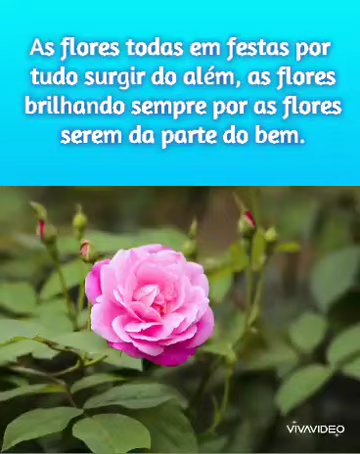 As flores todas em festas por
tudo surgir do além, as flores
brilhando sempre por as flores
serem da parte do bem.
VIVAVIDEO